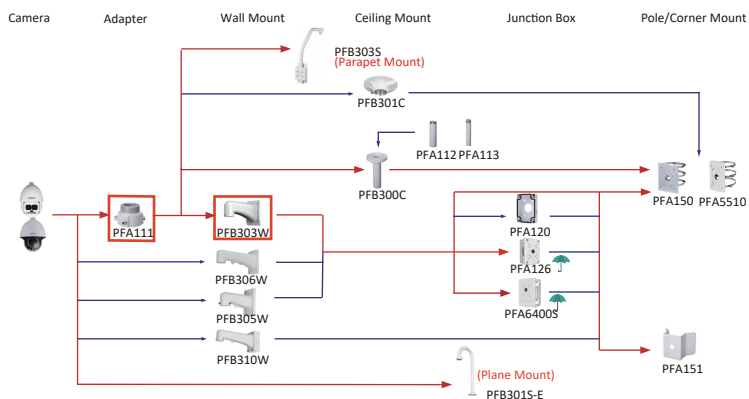 Camera
Adapter
Wall Mount
Ceiling Mount
Junction Box
Pole/Corner Mount
PFB303S
(Parapet Mount)
PFB301C
PFA112
PFA113
PFB300C
PFA150
PFA5510
PFA111
PFB303W
PFA120
PFB306W
PFA126
PFB305W
PFA6400S
PFB310W
PFA151
(Plane Mount)
PFB301S-E